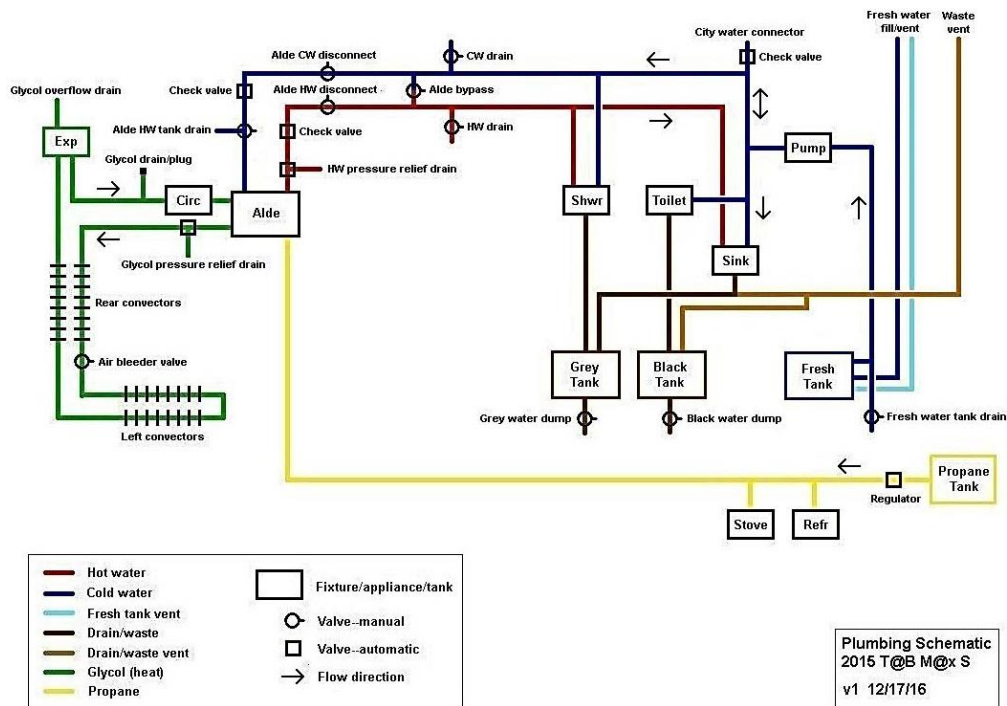 City water connector
Fresh water
fill/vent
Waste
vent
Alde CW disconnect
CW drain
Check valve
Glycol overflow drain
Check valve
Alde HW disconnect
Alde bypass
Alde HW tank drain
Check valve
HW drain
Exp
Glycol drain/plug
HW pressure relief drain
Pump
Circ
Alde
Shwr
Toilet
Sink
Glycol pressure relief drain
Rear convectors
Air bleeder valve
Left convectors
Grey
Tank
Black
Tank
Fresh
Tank
Grey water dump
Black water dump
Fresh water tank drain
Propane
Tank
Regulator
Stove
Refr
Hot water
Cold water
Fresh tank vent
Drain/waste
Drain/waste vent
Glycol (heat)
Propane
Fixture/appliance/tank
Valve--manual
Valve--automatic
Flow direction
Plumbing Schematic
2015 T@B M@x S
v1 12/17/16